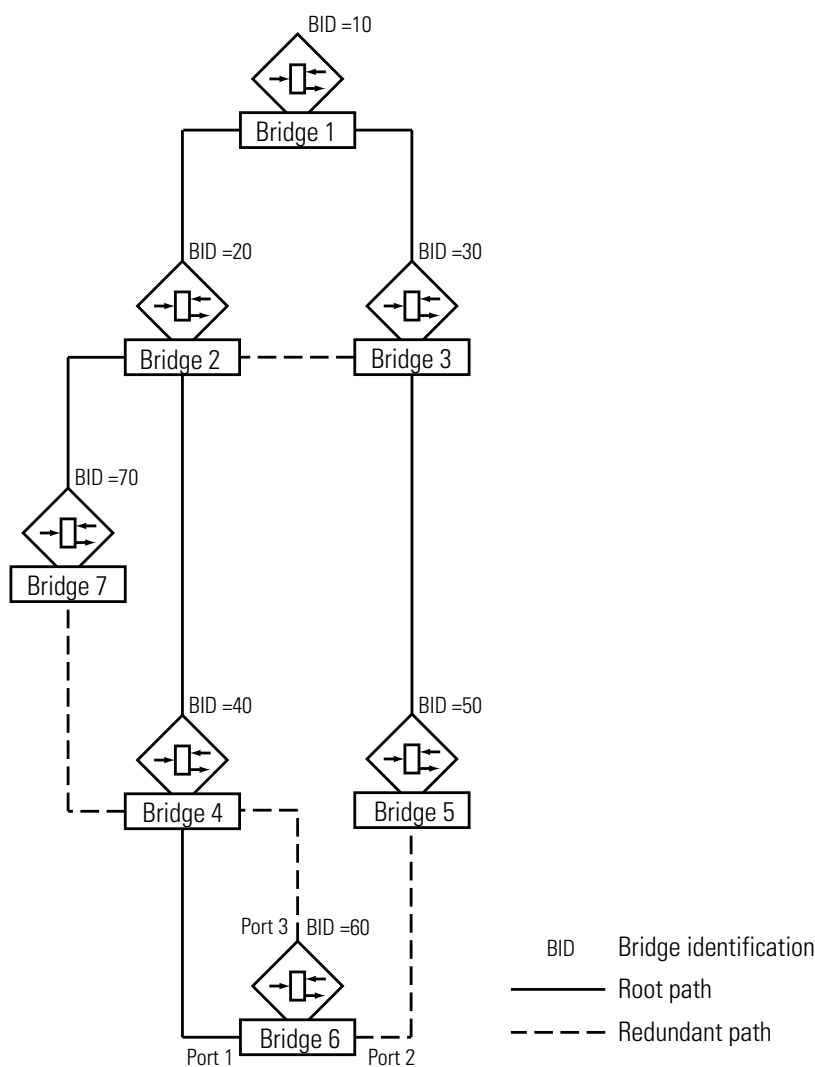 BID =10
Bridge 1
BID =20
BID =30
Bridge 2
Bridge 3
BID =70
Bridge 7
BID =40
BID =50
Bridge 4
Bridge 5
Port 3
BID =60
Bridge 6
Port 1
Port 2
BID Bridge identification
Root path
Redundant path